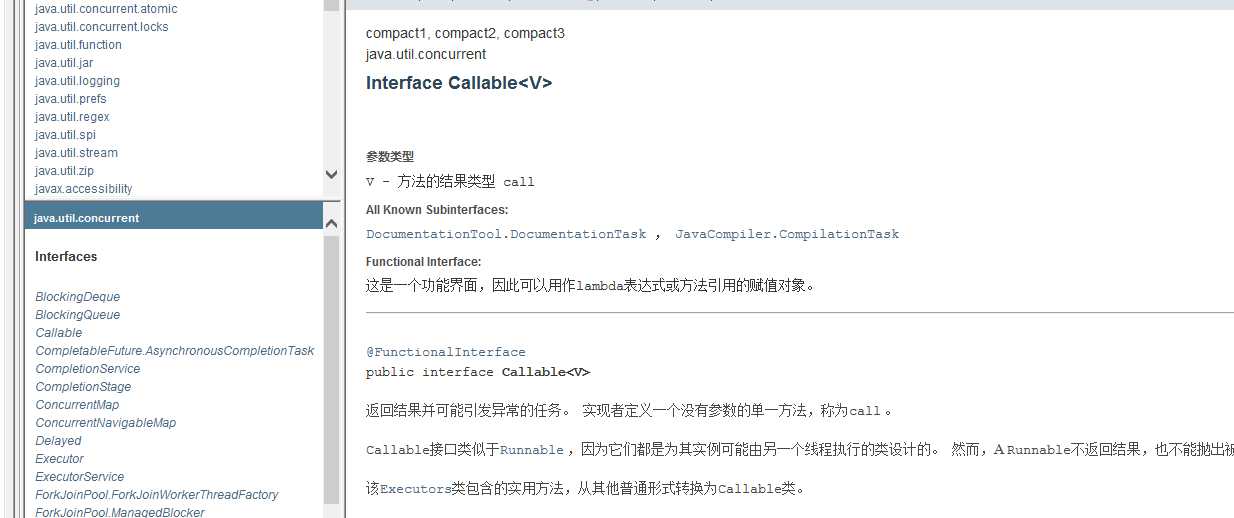 java.util.concurrent.atomic
java.util.concurrent.locks
java.util.function
java.util.jar
java.util.logging
java.util.prefs
java.util.regex
java.util.spi
java.util.stream
java.util.zip
javax.accessibility
java.util.concurrent
Interfaces
BlockingDeque
BlockingQueue
Callable
CompletableFuture.AsynchronousCompletionTask
CompletionService
CompletionStage
ConcurrentMap
ConcurrentNavigableMap
Delayed
Executor
ExecutorService
ForkJoinPool.ForkJoinWorkerThreadFactory
ForkJoinPool.ManagedBlocker
compact1, compact2, compact3
java.util.concurrent
Interface Callable<V>
参数类型
V - 方法的结果类型 call
All Known Subinterfaces:
DocumentationTool.DocumentationTask ， JavaCompiler.CompilationTask
Functional Interface:
这是一个功能界面，因此可以用作lambda表达式或方法引用的赋值对象。
@FunctionalInterface
public interface Callable<V>
返回结果并可能引发异常的任务。 实现者定义一个没有参数的单一方法，称为call 。
Callable接口类似于Runnable ，因为它们都是为其实例可能由另一个线程执行的类设计的。 然而，A Runnable不返回结果，也不能抛出被
该Executors类包含的实用方法，从其他普通形式转换为Callable类。